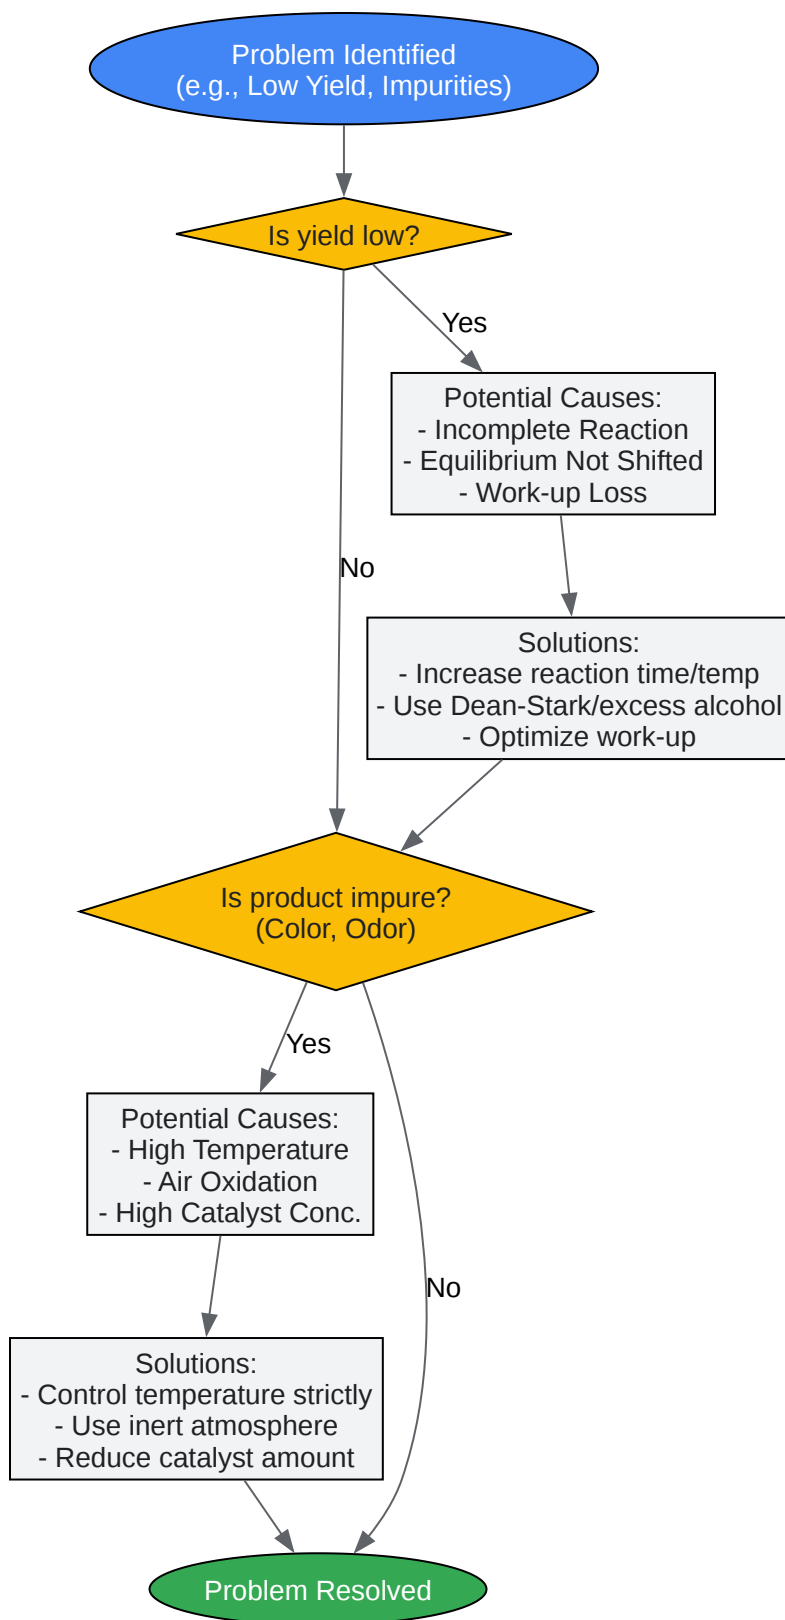 Problem Identified
(e.g., Low Yield, Impurities)
Is yield low?
Yes
Potential Causes:
- Incomplete Reaction
- Equilibrium Not Shifted
- Work-up Loss
No
Solutions:
- Increase reaction time/temp
- Use Dean-Stark/excess alcohol
- Optimize work-up
Is product impure?
(Color, Odor)
Yes
Potential Causes:
- High Temperature
- Air Oxidation
- High Catalyst Conc.
No
Solutions:
- Control temperature strictly
- Use inert atmosphere
- Reduce catalyst amount
Problem Resolved